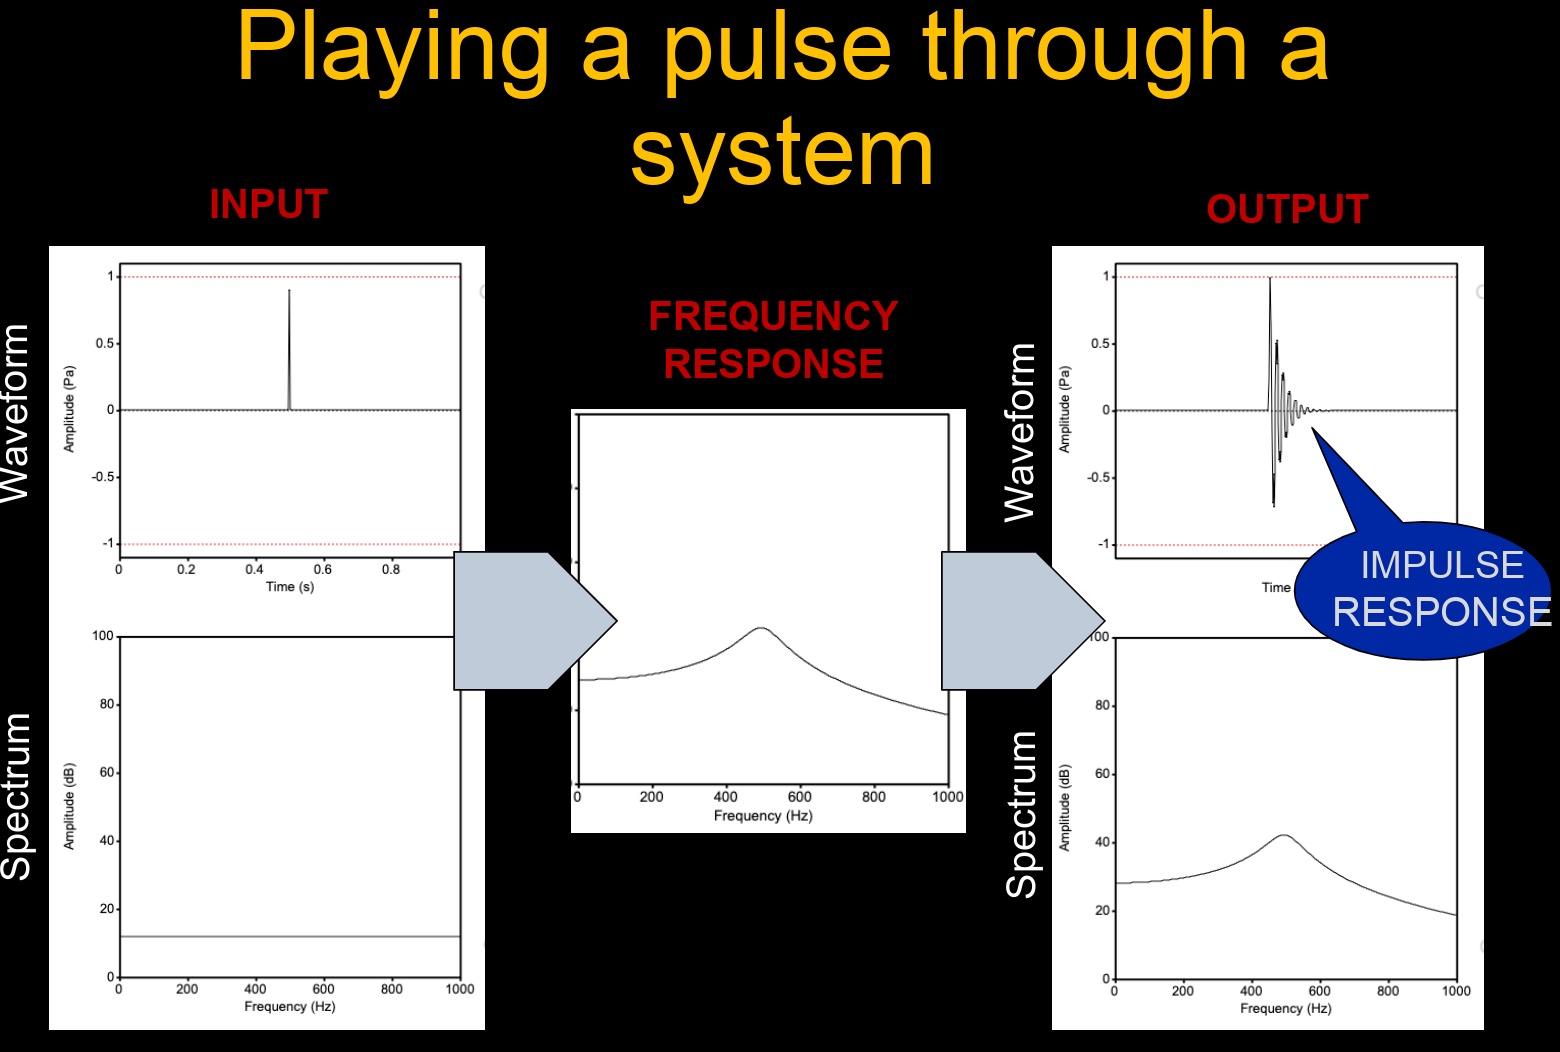 Playing a pulse through a
system
INPUT
OUTPUT
FREQUENCY
RESPONSE
Waveform
Amplitude (Pa)
1
0.5
0
-0.5
-1
0 0.2 0.4 0.6 0.8
Time (s)
Spectrum
Amplitude (dB)
100
80
60
40
20
0
0 200 400 600 800 1000
Frequency (Hz)
0 200 400 600 800 1000
Frequency (Hz)
Waveform
Amplitude (Pa)
1
0.5
0
-0.5
-1
Time
IMPULSE
RESPONSE
Spectrum
Amplitude (dB)
100
80
60
40
20
0
0 200 400 600 800 1000
Frequency (Hz)